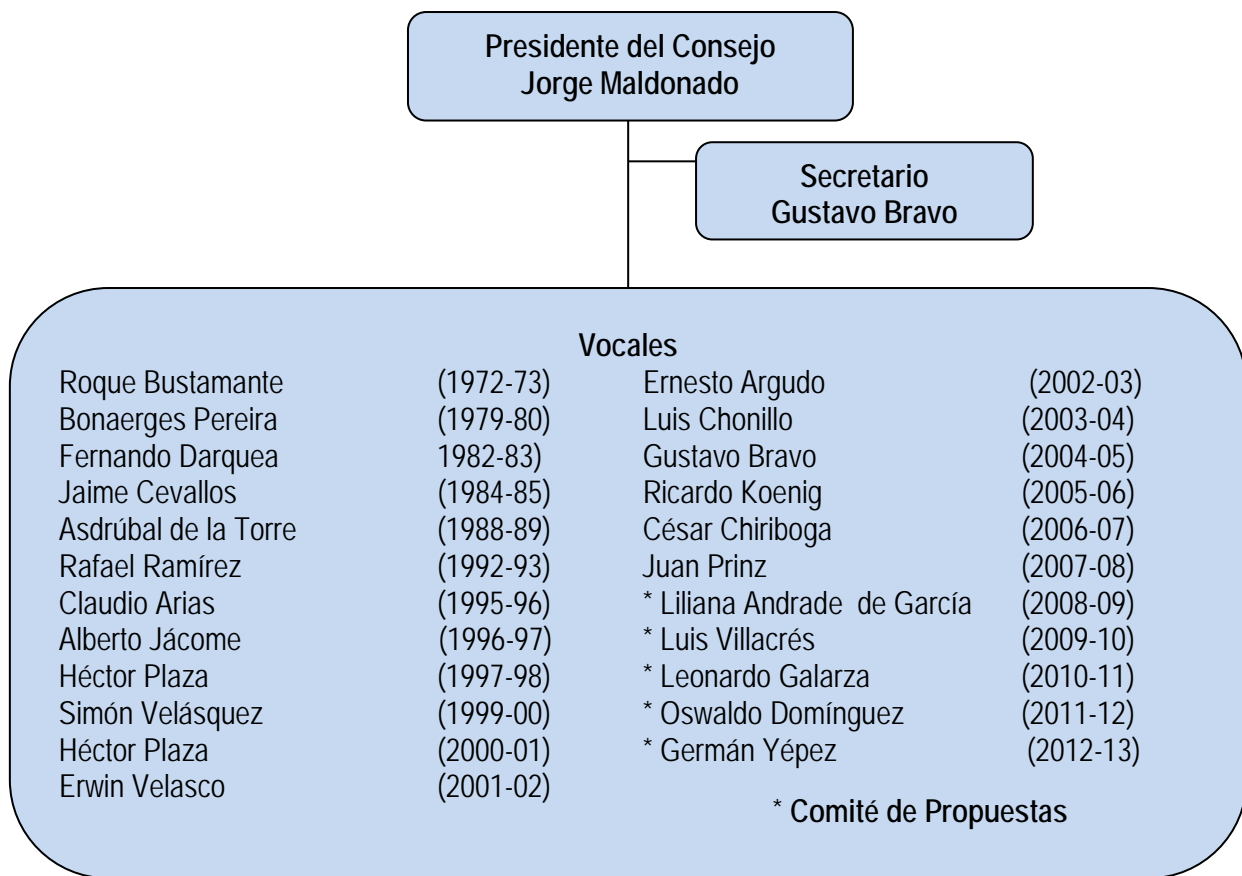 Presidente del Consejo
Jorge Maldonado
Secretario
Gustavo Bravo
Vocales
Roque Bustamante (1972-73)
Bonaerges Pereira (1979-80)
Fernando Darquea 1982-83)
Jaime Cevallos (1984-85)
Asdrúbal de la Torre (1988-89)
Rafael Ramírez (1992-93)
Claudio Arias (1995-96)
Alberto Jácome (1996-97)
Héctor Plaza (1997-98)
Simón Velásquez (1999-00)
Héctor Plaza (2000-01)
Erwin Velasco (2001-02)
Ernesto Argudo (2002-03)
Luis Chonillo (2003-04)
Gustavo Bravo (2004-05)
Ricardo Koenig (2005-06)
César Chiriboga (2006-07)
Juan Prinz (2007-08)
* Liliana Andrade de García (2008-09)
* Luis Villacrés (2009-10)
* Leonardo Galarza (2010-11)
* Oswaldo Domínguez (2011-12)
* Germán Yépez (2012-13)
* Comité de Propuestas